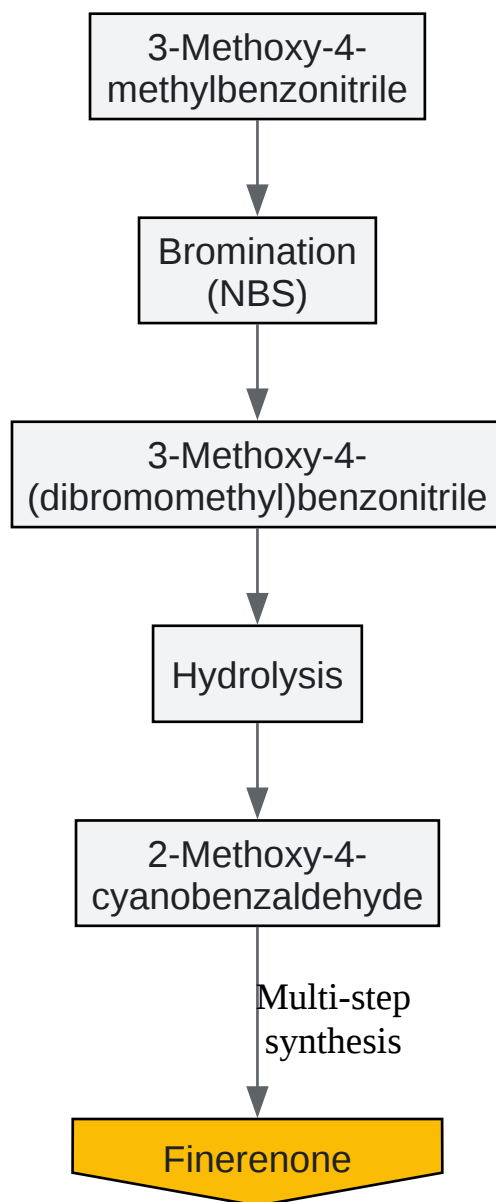 3-Methoxy-4-
methylbenzonitrile
Bromination
(NBS)
3-Methoxy-4-
(dibromomethyl)benzonitrile
Hydrolysis
2-Methoxy-4-
cyanobenzaldehyde
Multi-step
synthesis
Finerenone